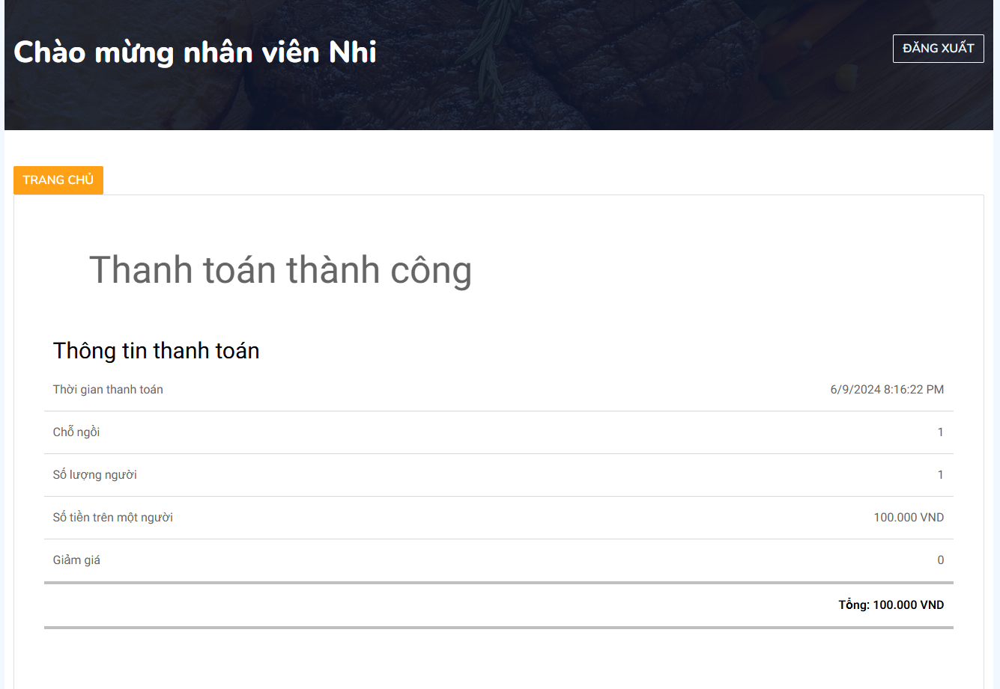 Chào mừng nhân viên Nhi
ĐĂNG XUẤT
TRANG CHỦ
Thanh toán thành công
Thông tin thanh toán
Thời gian thanh toán 6/9/2024 8:16:22 PM
Chỗ ngồi 1
Số lượng người 1
Số tiền trên một người 100.000 VND
Giảm giá 0
Tổng: 100.000 VND